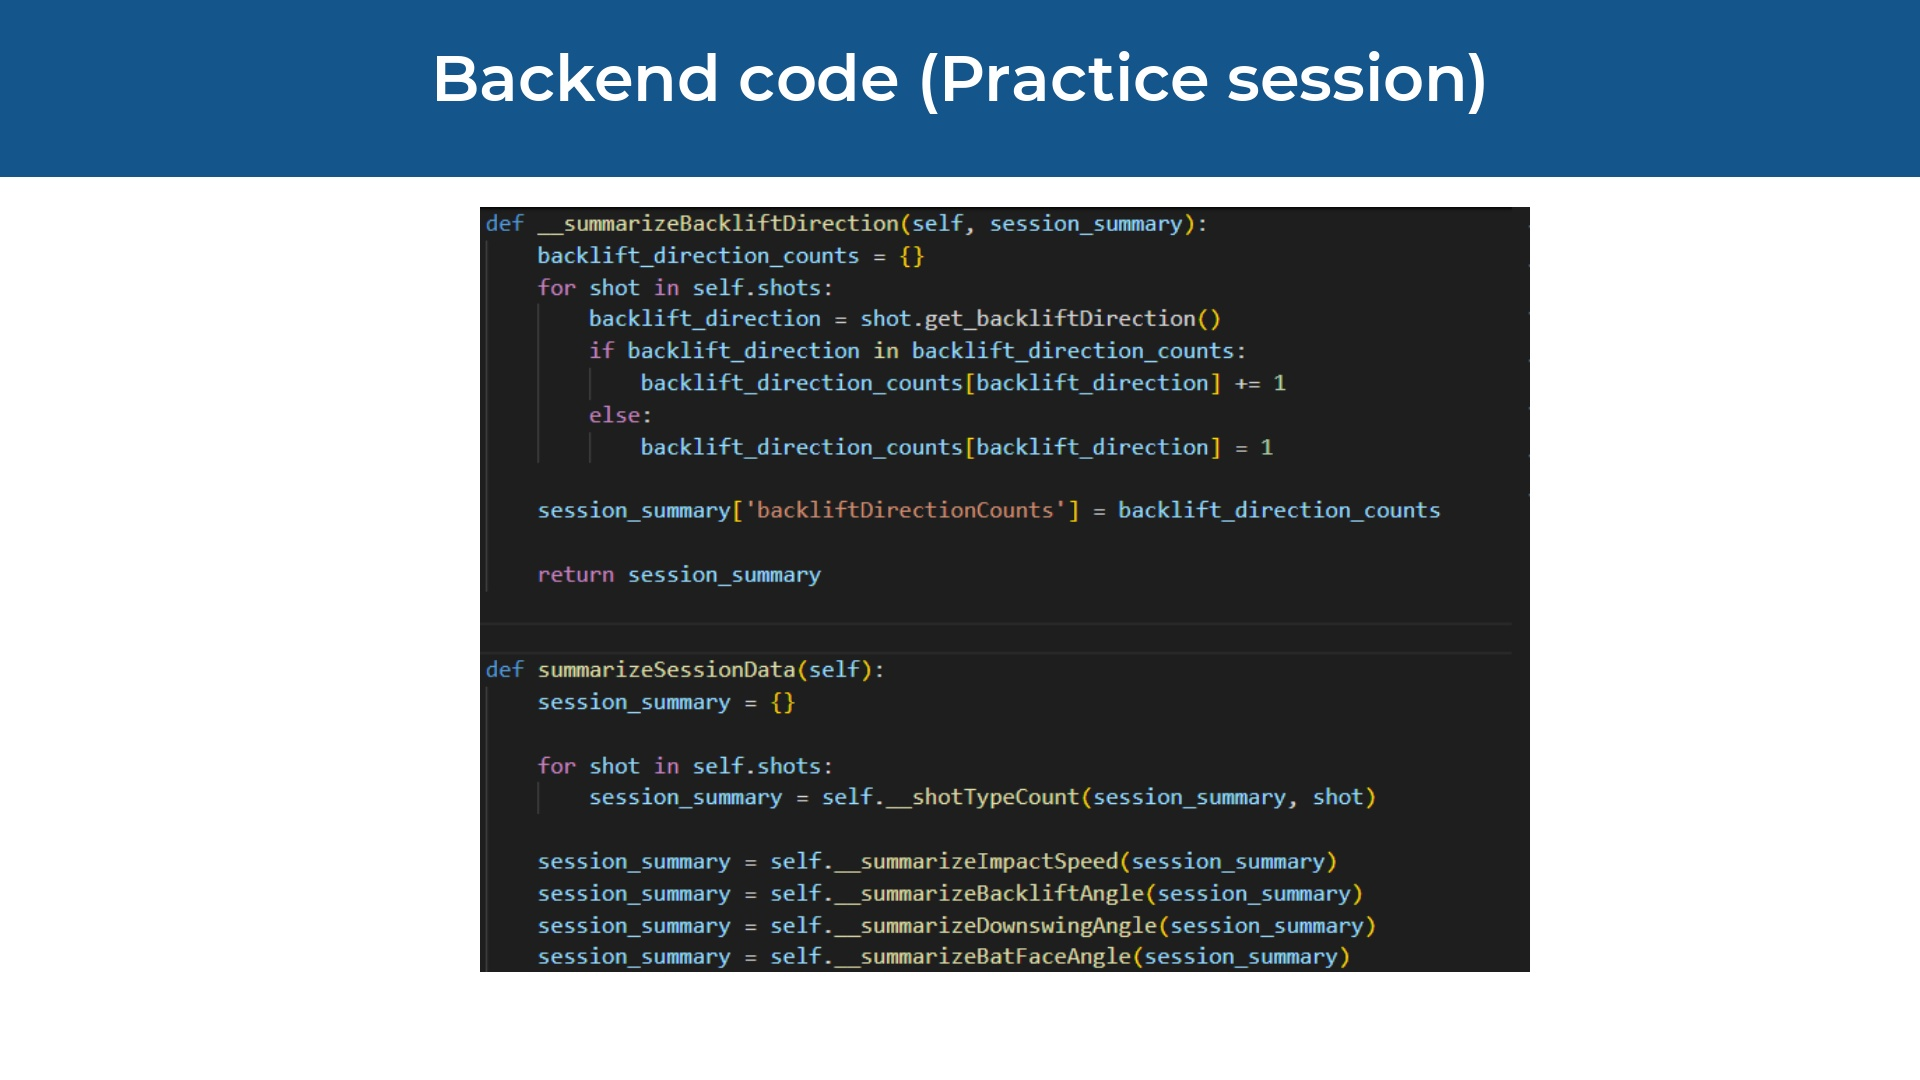 Backend code (Practice session)
def __summarizeBackliftDirection(self, session_summary):
    backlift_direction_counts = {}
    for shot in self.shots:
        backlift_direction = shot.get_backliftDirection()
        if backlift_direction in backlift_direction_counts:
            backlift_direction_counts[backlift_direction] += 1
        else:
            backlift_direction_counts[backlift_direction] = 1
    session_summary['backliftDirectionCounts'] = backlift_direction_counts
    return session_summary
def summarizeSessionData(self):
    session_summary = {}
    for shot in self.shots:
        session_summary = self.__shotTypeCount(session_summary, shot)
    session_summary = self.__summarizeImpactSpeed(session_summary)
    session_summary = self.__summarizeBackliftAngle(session_summary)
    session_summary = self.__summarizeDownswingAngle(session_summary)
    session_summary = self.__summarizeBatFaceAngle(session_summary)